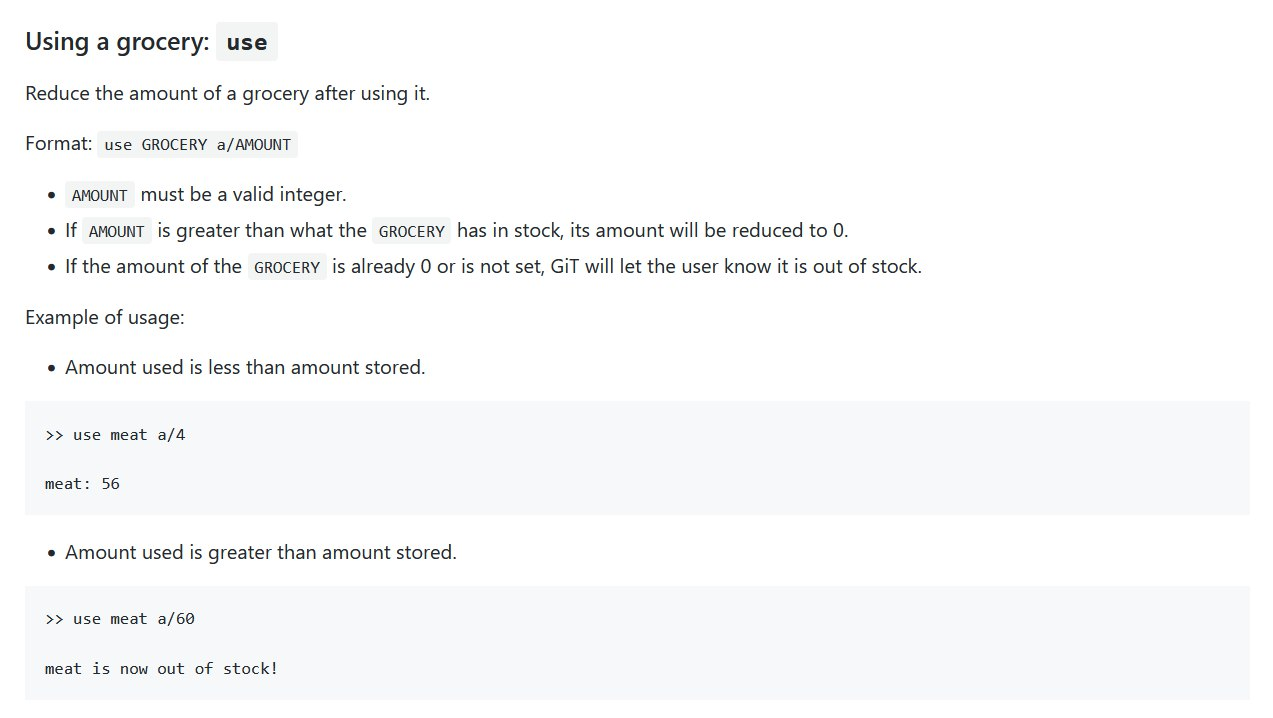 Using a grocery: use
Reduce the amount of a grocery after using it.
Format: use GROCERY a/AMOUNT
• AMOUNT must be a valid integer.
• If AMOUNT is greater than what the GROCERY has in stock, its amount will be reduced to 0.
• If the amount of the GROCERY is already 0 or is not set, GiT will let the user know it is out of stock.
Example of usage:
• Amount used is less than amount stored.
>> use meat a/4
meat: 56
• Amount used is greater than amount stored.
>> use meat a/60
meat is now out of stock!